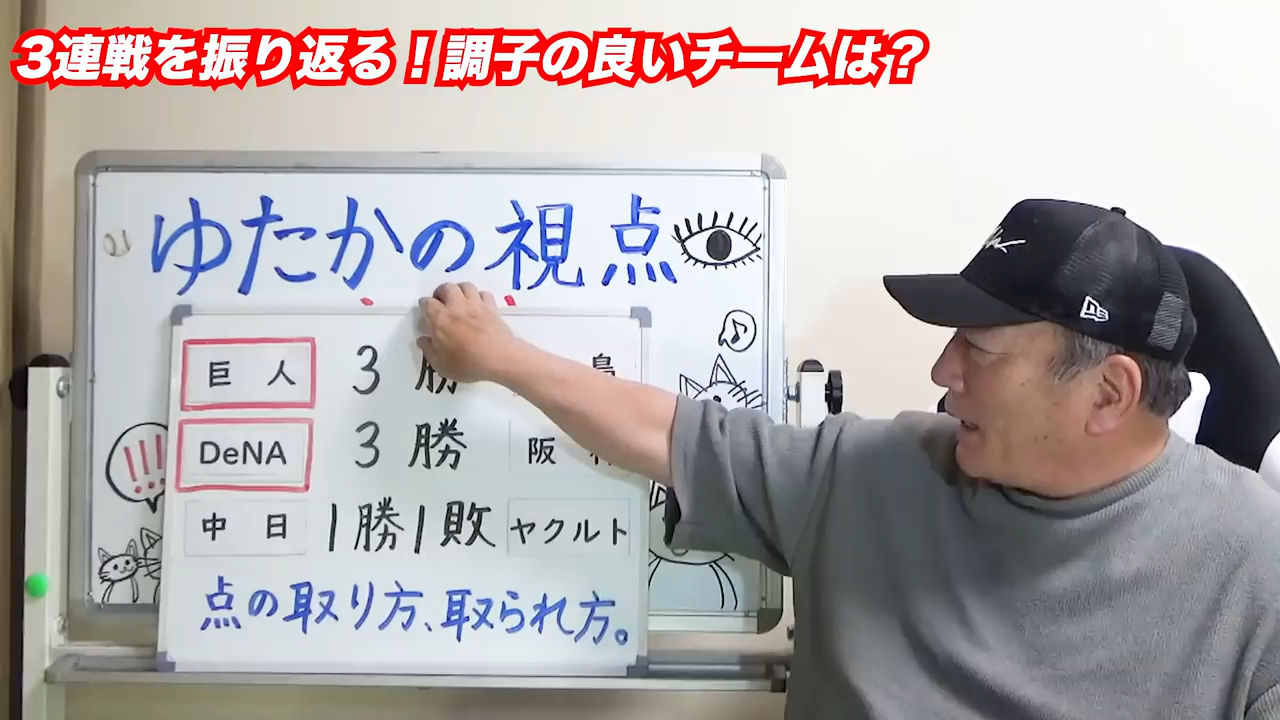 3連戦を振り返る！調子の良いチームは？
ゆたかの視点
巨人 3勝 島
DeNA 3勝 阪
!!!
中日 1勝1敗 ヤクルト
点の取り方、取られ方。